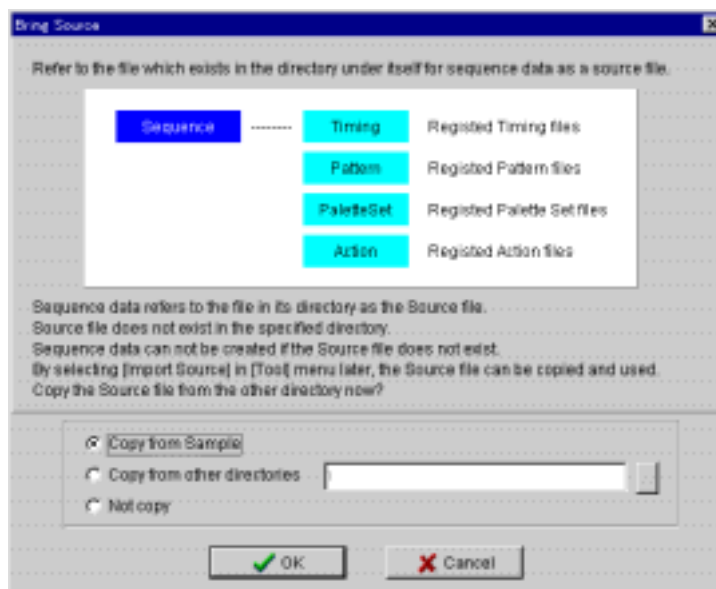 Bring Source
Refer to the file which exists in the directory under itself for sequence data as a source file.
Sequence -------- Timing Registed Timing files
Pattern Registed Pattern files
PaletteSet Registed Palette Set files
Action Registed Action files
Sequence data refers to the file in its directory as the Source file.
Source file does not exist in the specified directory.
Sequence data can not be created if the Source file does not exist.
By selecting [Import Source] in [Tool] menu later, the Source file can be copied and used.
Copy the Source file from the other directory now?
Copy from Sample
Copy from other directories
Not copy
OK Cancel